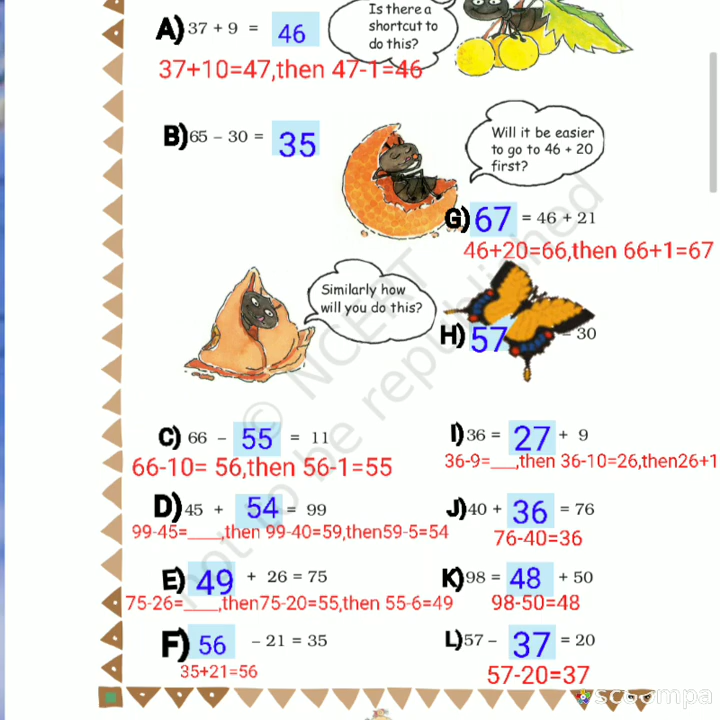 Is there a
shortcut to
do this?
A) 37 + 9 = 46
37+10=47,then 47-1=46
B) 65 – 30 = 35
Will it be easier
to go to 46 + 20
first?
G) 67 = 46 + 21
46+20=66,then 66+1=67
Similarly how
will you do this?
H) 57 – 30
C) 66 – 55 = 11
66-10= 56,then 56-1=55
I) 36 = 27 + 9
36-9=___,then 36-10=26,then26+1
D) 45 + 54 = 99
99-45=____,then 99-40=59,then59-5=54
J) 40 + 36 = 76
76-40=36
E) 49 + 26 = 75
75-26=____,then75-20=55,then 55-6=49
K) 98 = 48 + 50
98-50=48
F) 56 – 21 = 35
35+21=56
L) 57 – 37 = 20
57-20=37
© NCERT
not to be republished
scoompa